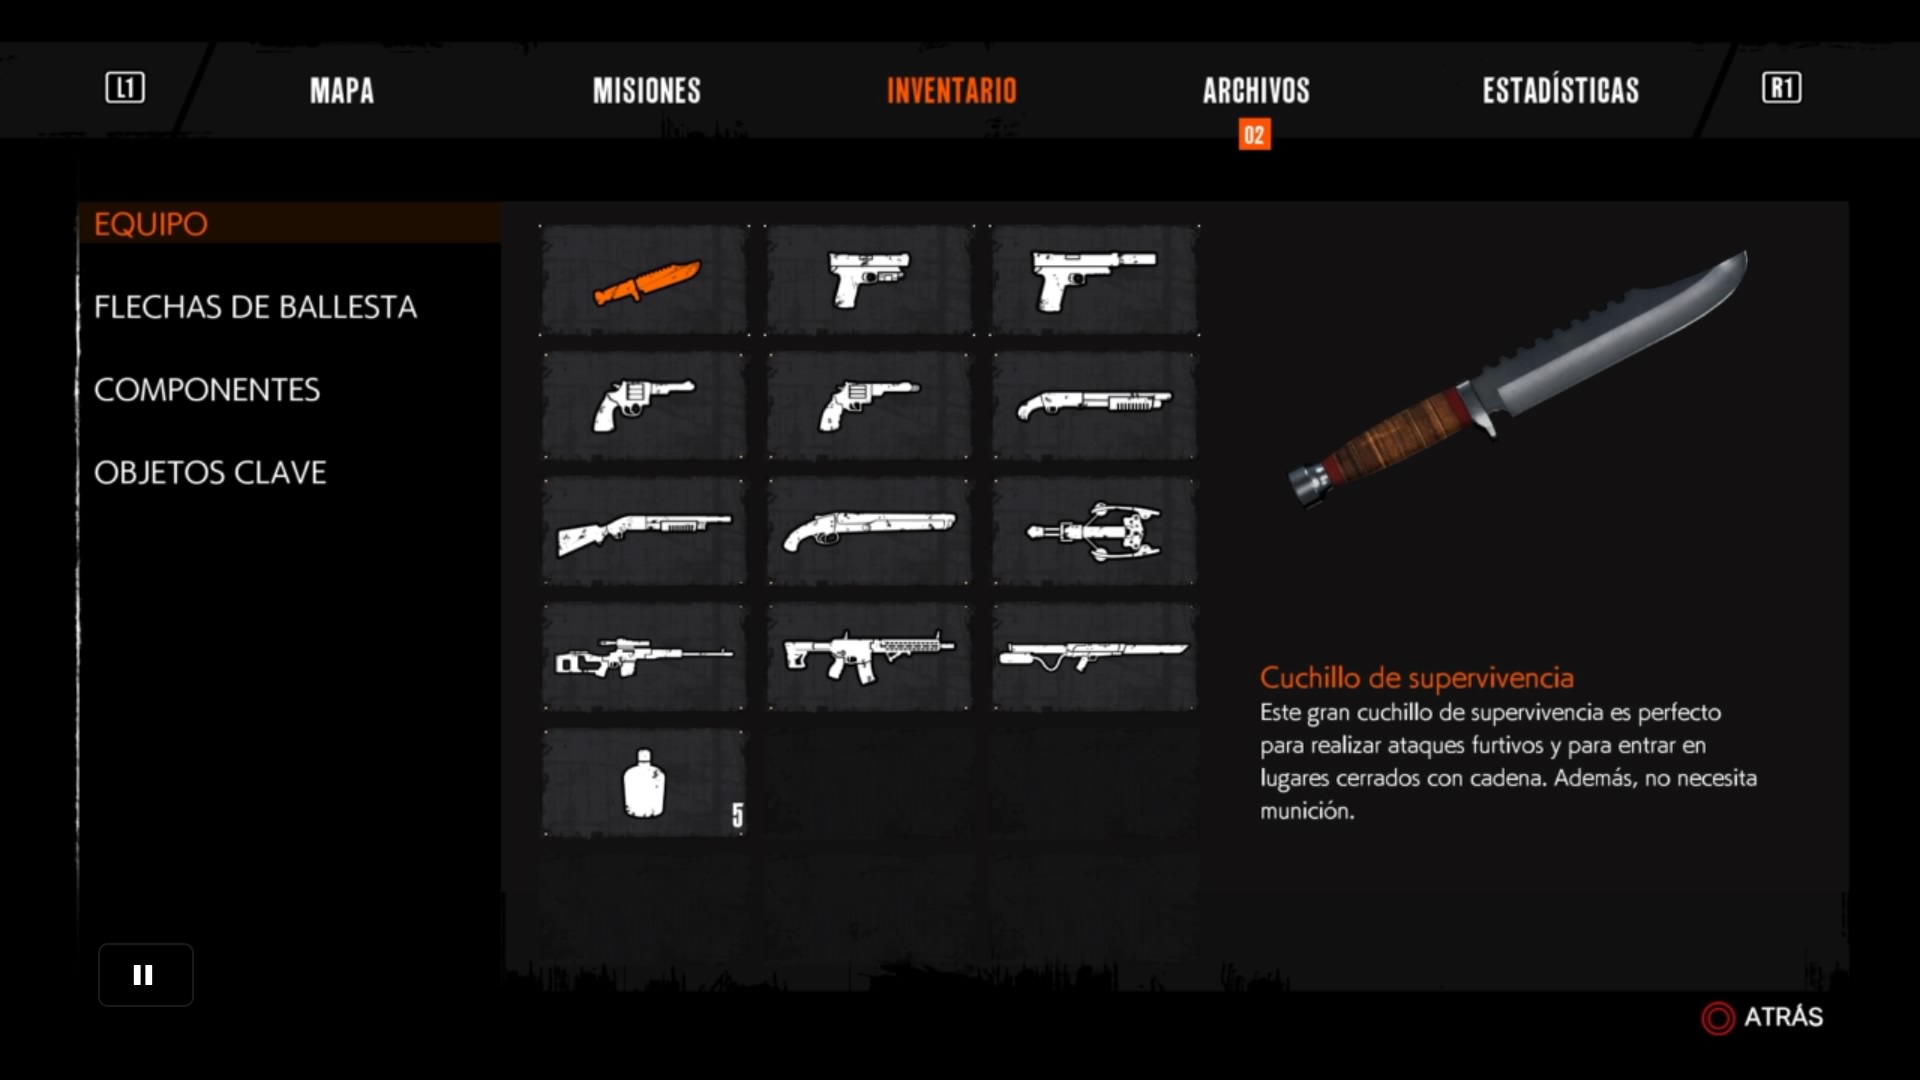 L1
MAPA
MISIONES
INVENTARIO
ARCHIVOS
ESTADÍSTICAS
R1
02
EQUIPO
FLECHAS DE BALLESTA
COMPONENTES
OBJETOS CLAVE
5
Cuchillo de supervivencia
Este gran cuchillo de supervivencia es perfecto
para realizar ataques furtivos y para entrar en
lugares cerrados con cadena. Además, no necesita
munición.
ATRÁS